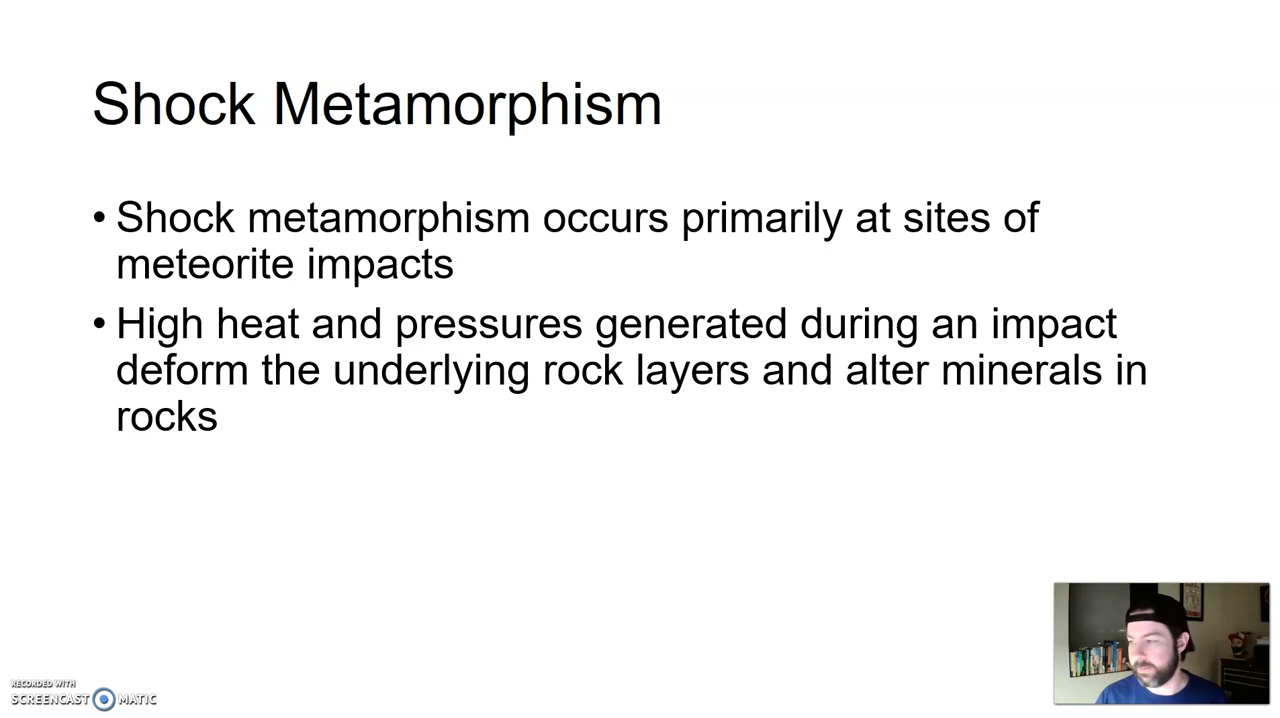 Shock Metamorphism
• Shock metamorphism occurs primarily at sites of
meteorite impacts
• High heat and pressures generated during an impact
deform the underlying rock layers and alter minerals in
rocks
RECORDED WITH
SCREENCAST MATIC